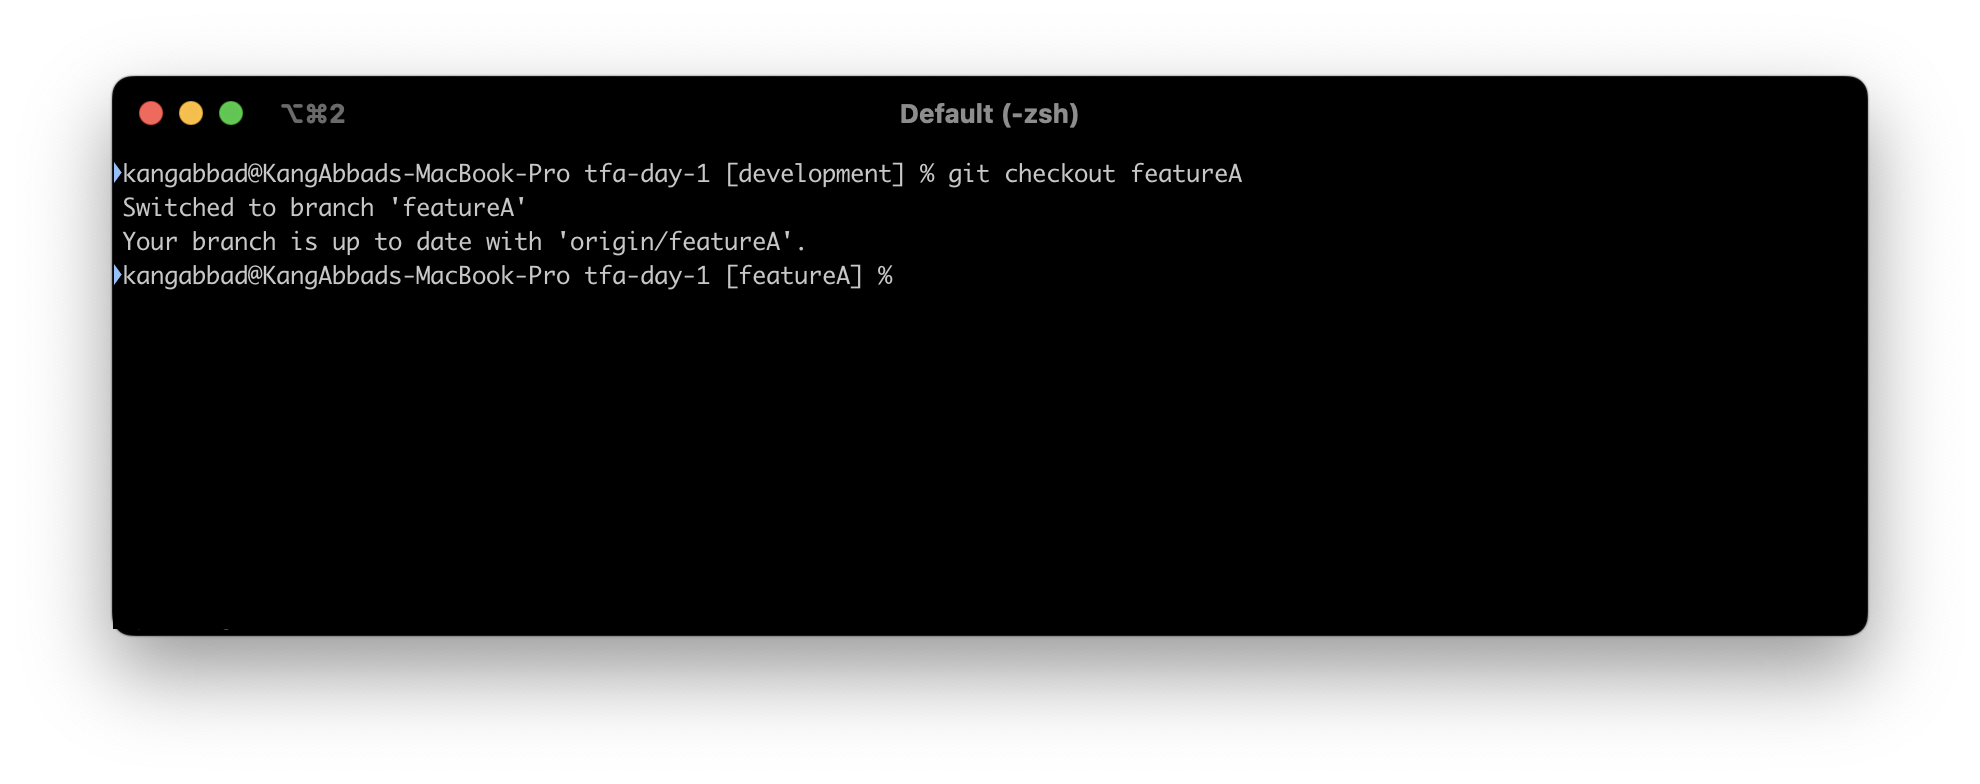 ⌥⌘2
Default (-zsh)
kangabbad@KangAbbads-MacBook-Pro tfa-day-1 [development] % git checkout featureA
Switched to branch 'featureA'
Your branch is up to date with 'origin/featureA'.
kangabbad@KangAbbads-MacBook-Pro tfa-day-1 [featureA] %